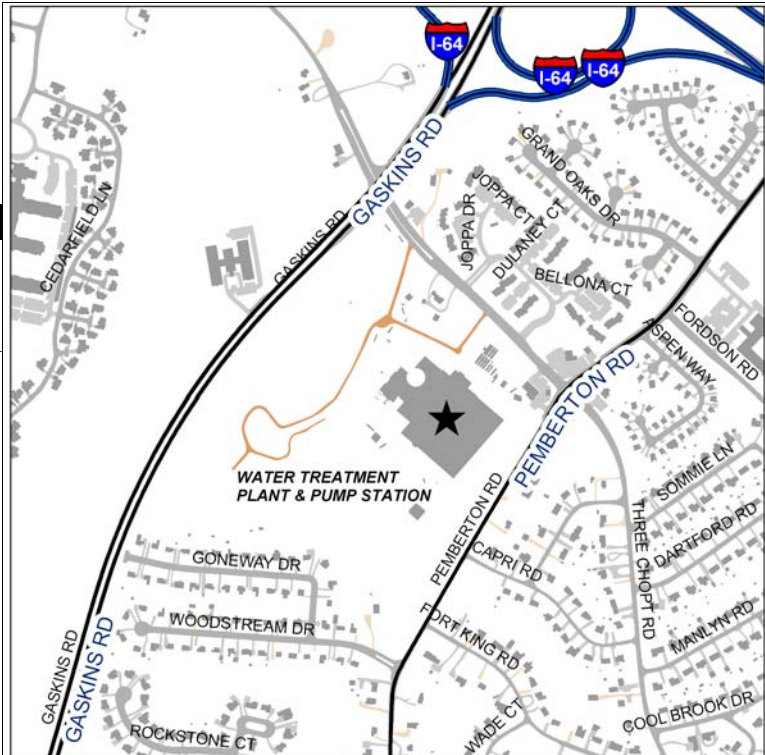 I-64
I-64
I-64
GASKINS RD
GRAND OAKS DR
JOPPA CT
JOPPA DR
DULANEY CT
CEDARFIELD LN
GASKINS RD
BELLONA CT
FORDSON RD
ASPEN WAY
PEMBERTON RD
WATER TREATMENT
PLANT & PUMP STATION
SOMMIE LN
PEMBERTON RD
THREE CHOPT RD
DARTFORD RD
CAPRI RD
GONEWAY DR
WOODSTREAM DR
FORT KING RD
MANLYN RD
GASKINS RD
GASKINS RD
ROCKSTONE CT
WADE CT
COOL BROOK DR